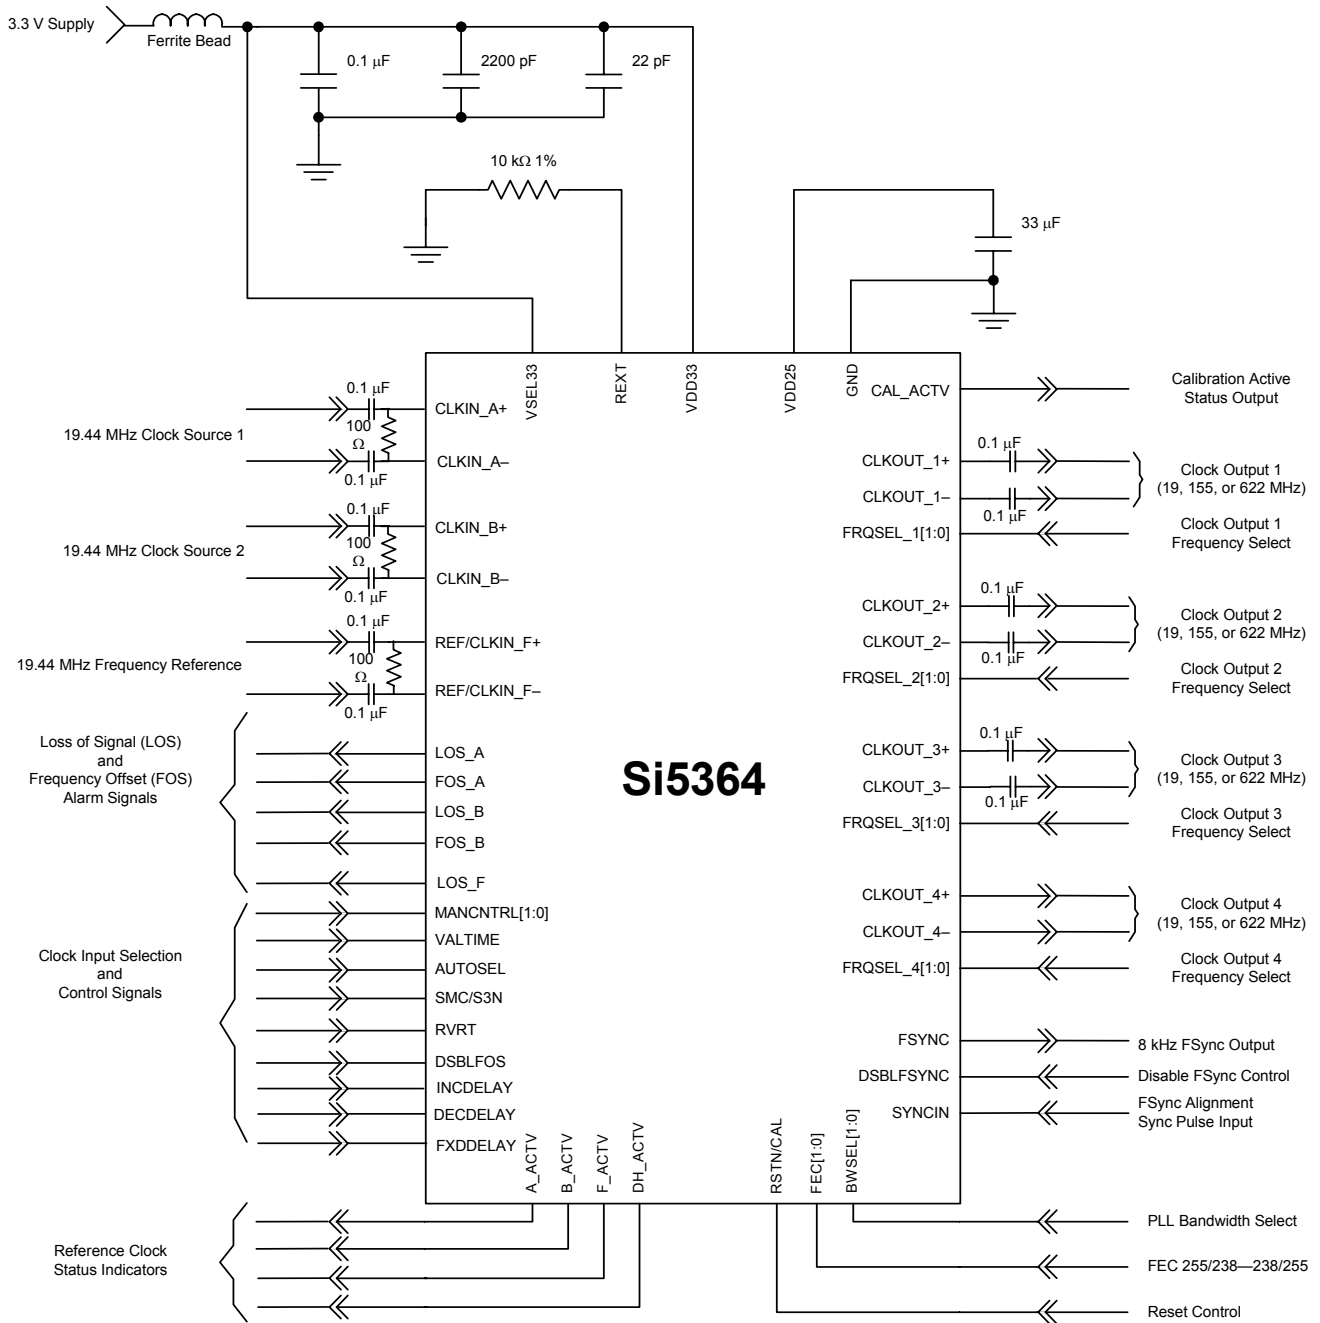 3.3 V Supply
Ferrite Bead
0.1 μF
2200 pF
22 pF
10 kΩ 1%
33 μF
VSEL33
REXT
VDD33
VDD25
GND
19.44 MHz Clock Source 1
0.1 μF
100
Ω
0.1 μF
CLKIN_A+
CLKIN_A–
19.44 MHz Clock Source 2
0.1 μF
100
Ω
0.1 μF
CLKIN_B+
CLKIN_B–
19.44 MHz Frequency Reference
0.1 μF
100
Ω
0.1 μF
REF/CLKIN_F+
REF/CLKIN_F–
Loss of Signal (LOS)
and
Frequency Offset (FOS)
Alarm Signals
LOS_A
FOS_A
LOS_B
FOS_B
LOS_F
Clock Input Selection
and
Control Signals
MANCNTRL[1:0]
VALTIME
AUTOSEL
SMC/S3N
RVRT
DSBLFOS
INCDELAY
DECDELAY
FXDDELAY
Si5364
CAL_ACTV
Calibration Active
Status Output
CLKOUT_1+
CLKOUT_1–
0.1 μF
0.1 μF
Clock Output 1
(19, 155, or 622 MHz)
FRQSEL_1[1:0]
Clock Output 1
Frequency Select
CLKOUT_2+
CLKOUT_2–
0.1 μF
0.1 μF
Clock Output 2
(19, 155, or 622 MHz)
FRQSEL_2[1:0]
Clock Output 2
Frequency Select
CLKOUT_3+
CLKOUT_3–
0.1 μF
0.1 μF
Clock Output 3
(19, 155, or 622 MHz)
FRQSEL_3[1:0]
Clock Output 3
Frequency Select
CLKOUT_4+
CLKOUT_4–
Clock Output 4
(19, 155, or 622 MHz)
FRQSEL_4[1:0]
Clock Output 4
Frequency Select
FSYNC
8 kHz FSync Output
DSBLFSYNC
Disable FSync Control
SYNCIN
FSync Alignment
Sync Pulse Input
A_ACTV
B_ACTV
F_ACTV
DH_ACTV
RSTN/CAL
FEC[1:0]
BWSEL[1:0]
Reference Clock
Status Indicators
PLL Bandwidth Select
FEC 255/238—238/255
Reset Control